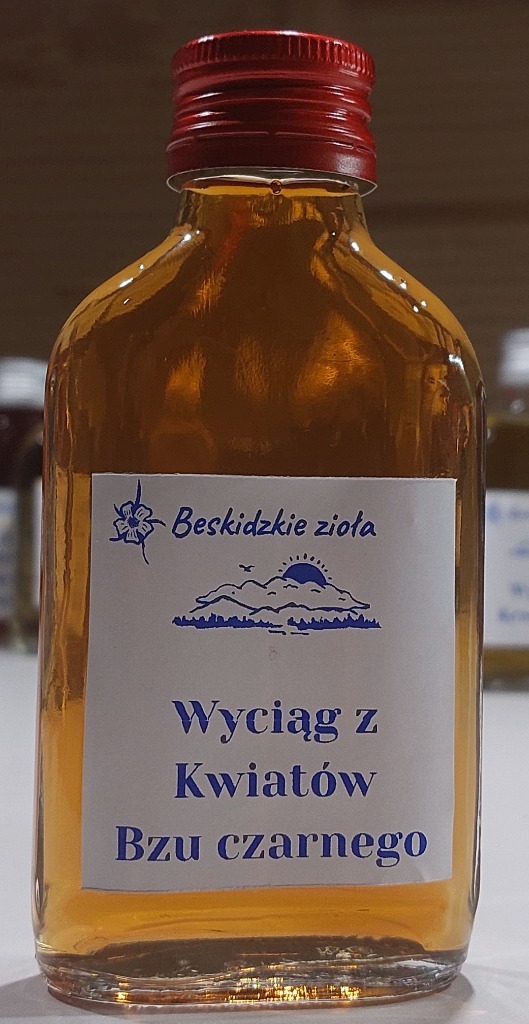 Beskidzkie zioła
Wyciąg z
Kwiatów
Bzu czarnego